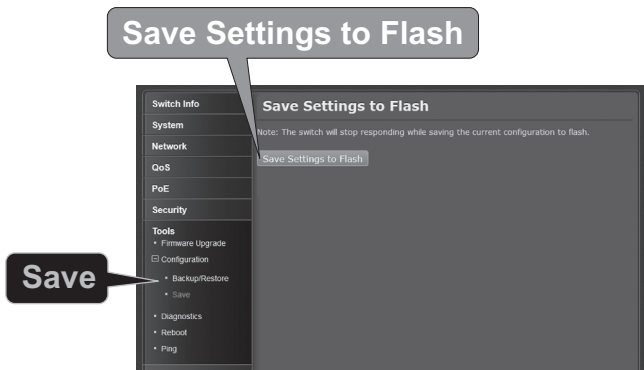 Save Settings to Flash
Switch Info
System
Network
QoS
PoE
Security
Tools
• Firmware Upgrade
Configuration
• Backup/Restore
• Save
• Diagnostics
• Reboot
• Ping
Save Settings to Flash
Note: The switch will stop responding while saving the current configuration to flash.
Save Settings to Flash
Save